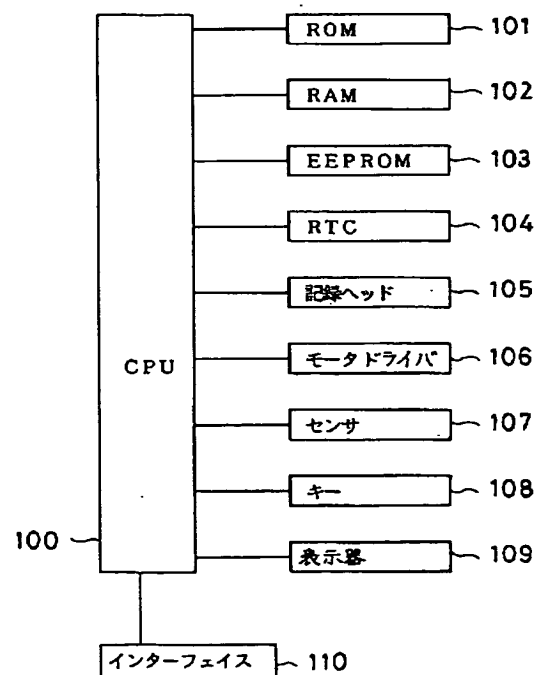 ROM 101
RAM 102
EEPROM 103
RTC 104
記録ヘッド 105
モータドライバ 106
CPU
センサ 107
キー 108
100
表示器 109
インターフェイス 110